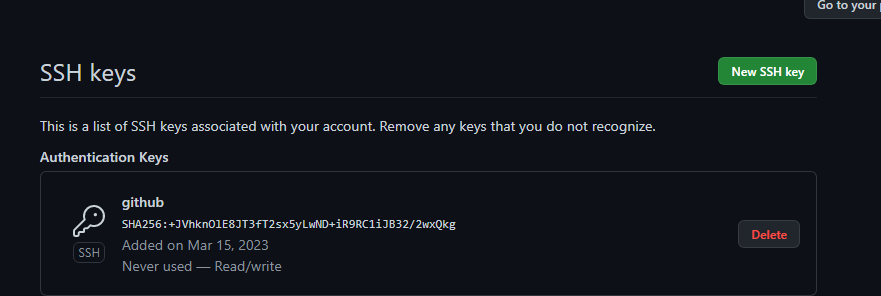 Go to your
SSH keys
New SSH key
This is a list of SSH keys associated with your account. Remove any keys that you do not recognize.
Authentication Keys
github
SHA256:+JVhknOlE8JT3fT2sx5yLwND+iR9RC1iJB32/2wxQkg
Added on Mar 15, 2023
Never used — Read/write
SSH
Delete